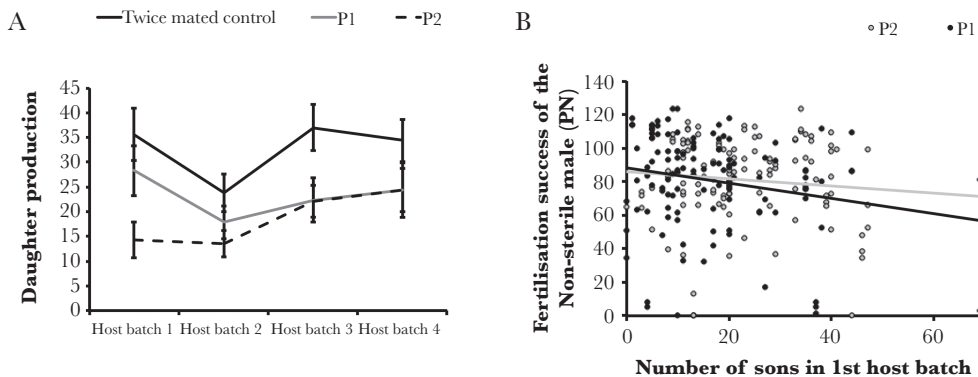 A
Twice mated control P1 P2
Daughter production
45
40
35
30
25
20
15
10
5
0
Host batch 1 Host batch 2 Host batch 3 Host batch 4
B
P2 P1
Fertilisation success of the
Non-sterile male (PN)
140
120
100
80
60
40
20
0
0 20 40 60
Number of sons in 1st host batch